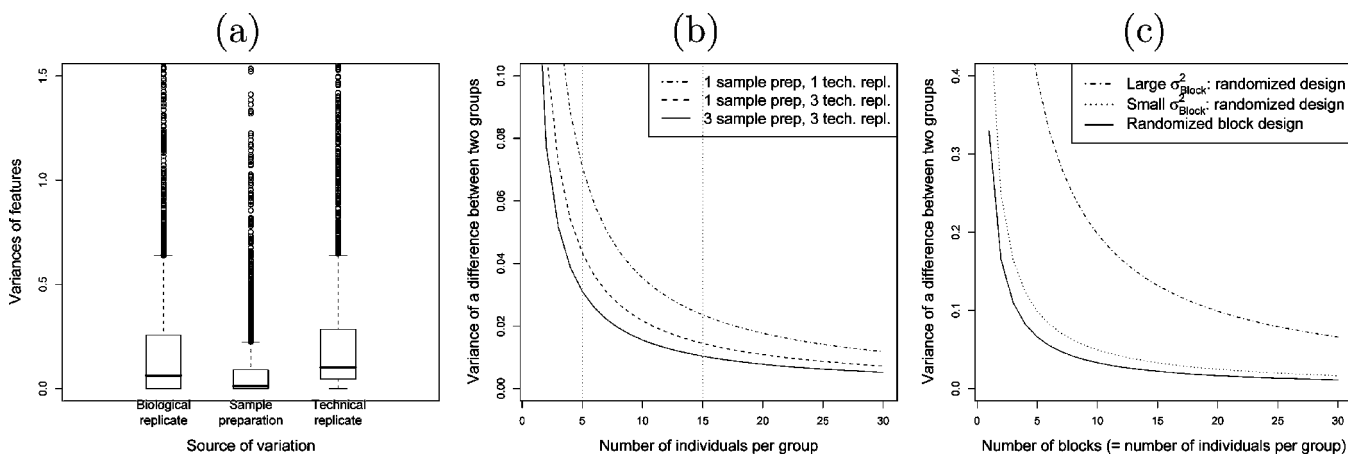 (a)
Variances of features
1.5
1.0
0.5
0.0
Biological replicate
Sample preparation
Technical replicate
Source of variation
(b)
Variance of a difference between two groups
0.10
0.08
0.06
0.04
0.02
0.00
1 sample prep, 1 tech. repl.
1 sample prep, 3 tech. repl.
3 sample prep, 3 tech. repl.
0 5 10 15 20 25 30
Number of individuals per group
(c)
Variance of a difference between two groups
0.4
0.3
0.2
0.1
0.0
Large σ²Block: randomized design
Small σ²Block: randomized design
Randomized block design
0 5 10 15 20 25 30
Number of blocks (= number of individuals per group)